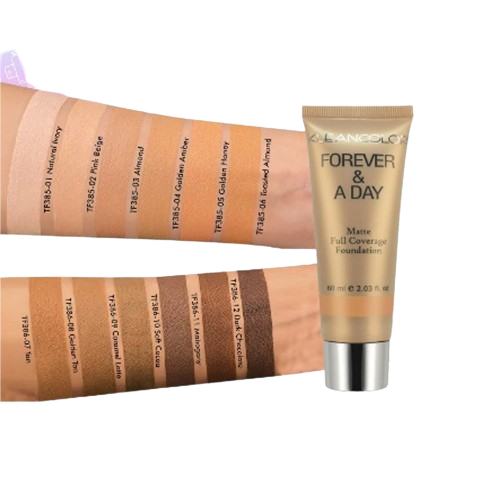 TF385-01 Natural Ivory
TF385-02 Pink Beige
TF385-03 Almond
TF385-04 Golden Amber
TF385-05 Golden Honey
TF385-06 Toasted Almond
TF386-07 Tan
TF386-08 Golden Tan
TF386-09 Caramel Latte
TF386-10 Soft Cocoa
TF386-11 Mahogany
TF386-12 Dark Chocolate
KLEANCOLOR
FOREVER
&
A DAY
Matte
Full Coverage
Foundation
60 ml e 2.03 fl. oz